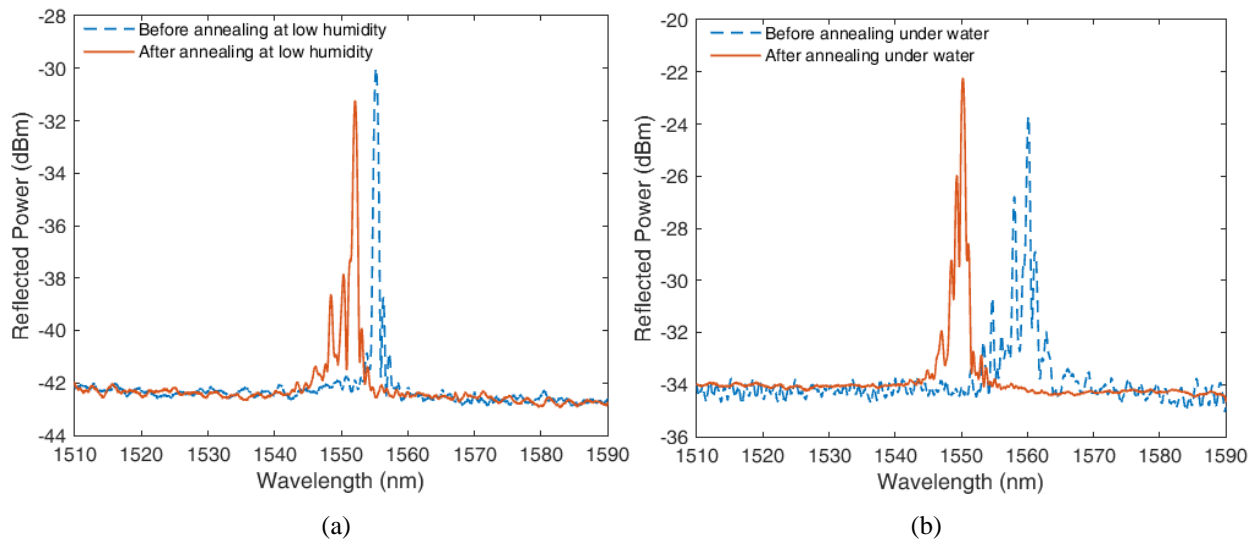 Before annealing at low humidity
After annealing at low humidity
Reflected Power (dBm)
-28
-30
-32
-34
-36
-38
-40
-42
-44
1510 1520 1530 1540 1550 1560 1570 1580 1590
Wavelength (nm)
(a)
Before annealing under water
After annealing under water
Reflected Power (dBm)
-20
-22
-24
-26
-28
-30
-32
-34
-36
1510 1520 1530 1540 1550 1560 1570 1580 1590
Wavelength (nm)
(b)